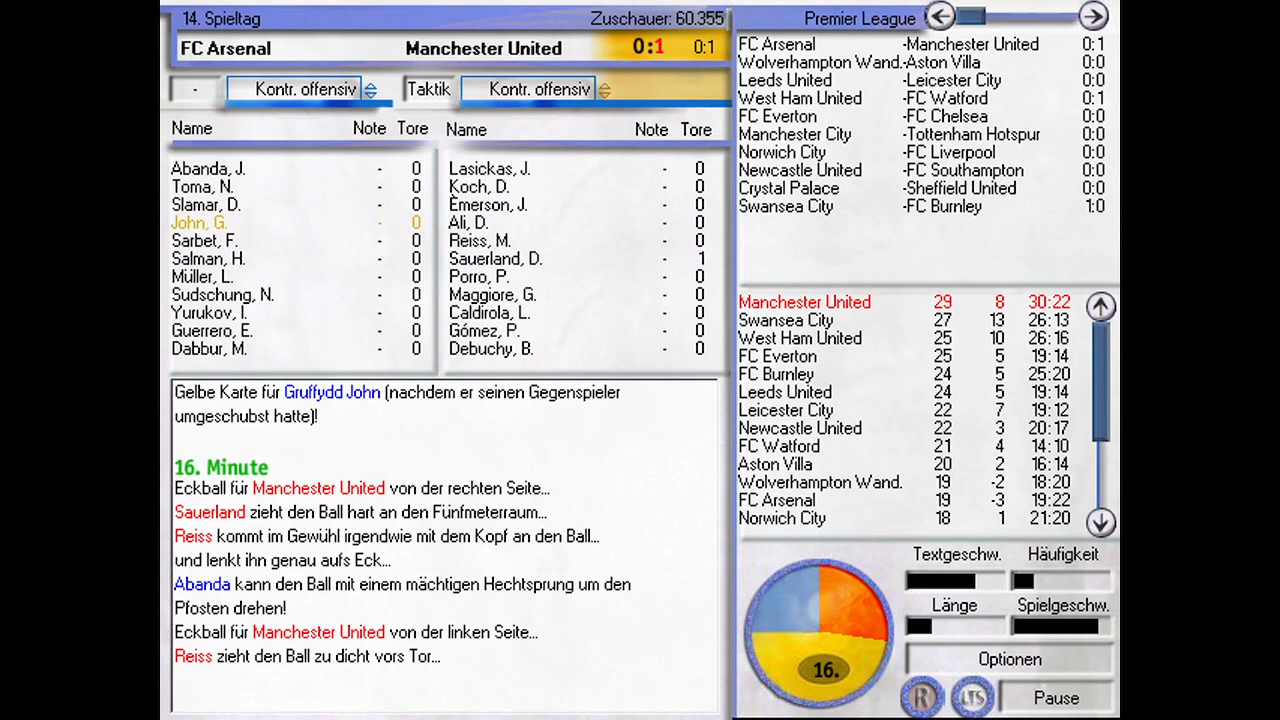 14. Spieltag Zuschauer: 60.355
FC Arsenal Manchester United 0:1 0:1
- Kontr. offensiv Taktik Kontr. offensiv
Name Note Tore Name Note Tore
Abanda, J. - 0 Lasickas, J. - 0
Toma, N. - 0 Koch, D. - 0
Slamar, D. - 0 Èmerson, J. - 0
John, G. - 0 Ali, D. - 0
Sarbet, F. - 0 Reiss, M. - 0
Salman, H. - 0 Sauerland, D. - 1
Müller, L. - 0 Porro, P. - 0
Sudschung, N. - 0 Maggiore, G. - 0
Yurukov, I. - 0 Caldirola, L. - 0
Guerrero, E. - 0 Gómez, P. - 0
Dabbur, M. - 0 Debuchy, B. - 0
Gelbe Karte für Gruffydd John (nachdem er seinen Gegenspieler
umgeschubst hatte)!
16. Minute
Eckball für Manchester United von der rechten Seite...
Sauerland zieht den Ball hart an den Fünfmeterraum...
Reiss kommt im Gewühl irgendwie mit dem Kopf an den Ball...
und lenkt ihn genau aufs Eck...
Abanda kann den Ball mit einem mächtigen Hechtsprung um den
Pfosten drehen!
Eckball für Manchester United von der linken Seite...
Reiss zieht den Ball zu dicht vors Tor...
Premier League
FC Arsenal -Manchester United 0:1
Wolverhampton Wand.-Aston Villa 0:0
Leeds United -Leicester City 0:0
West Ham United -FC Watford 0:1
FC Everton -FC Chelsea 0:0
Manchester City -Tottenham Hotspur 0:0
Norwich City -FC Liverpool 0:0
Newcastle United -FC Southampton 0:0
Crystal Palace -Sheffield United 0:0
Swansea City -FC Burnley 1:0
Manchester United 29 8 30:22
Swansea City 27 13 26:13
West Ham United 25 10 26:16
FC Everton 25 5 19:14
FC Burnley 24 5 25:20
Leeds United 24 5 19:14
Leicester City 22 7 19:12
Newcastle United 22 3 20:17
FC Watford 21 4 14:10
Aston Villa 20 2 16:14
Wolverhampton Wand. 19 -2 18:20
FC Arsenal 19 -3 19:22
Norwich City 18 1 21:20
Textgeschw. Häufigkeit
Länge Spielgeschw.
16.
Optionen
R LTS Pause